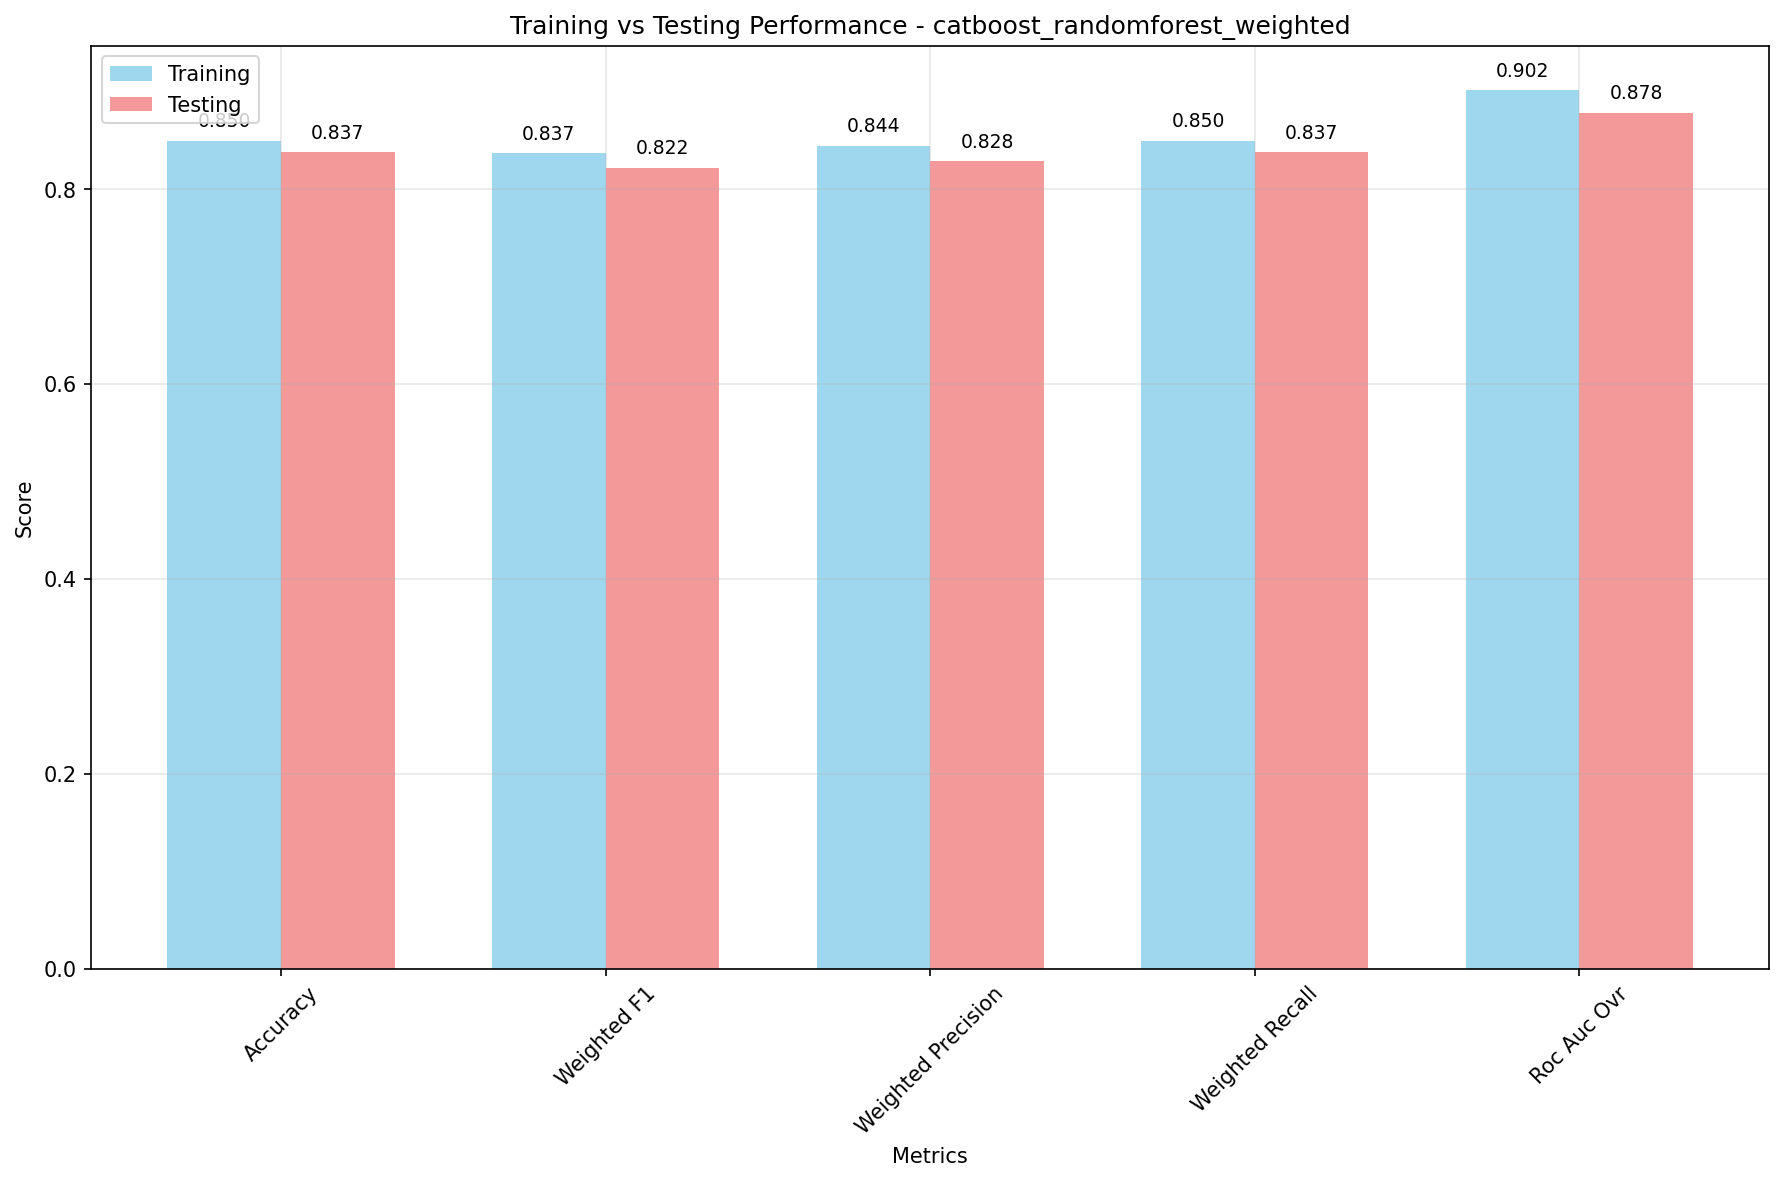 Training vs Testing Performance - catboost_randomforest_weighted
Training
Testing
0.850
0.837
0.837
0.822
0.844
0.828
0.850
0.837
0.902
0.878
Score
0.8
0.6
0.4
0.2
0.0
Accuracy
Weighted F1
Weighted Precision
Weighted Recall
Roc Auc Ovr
Metrics